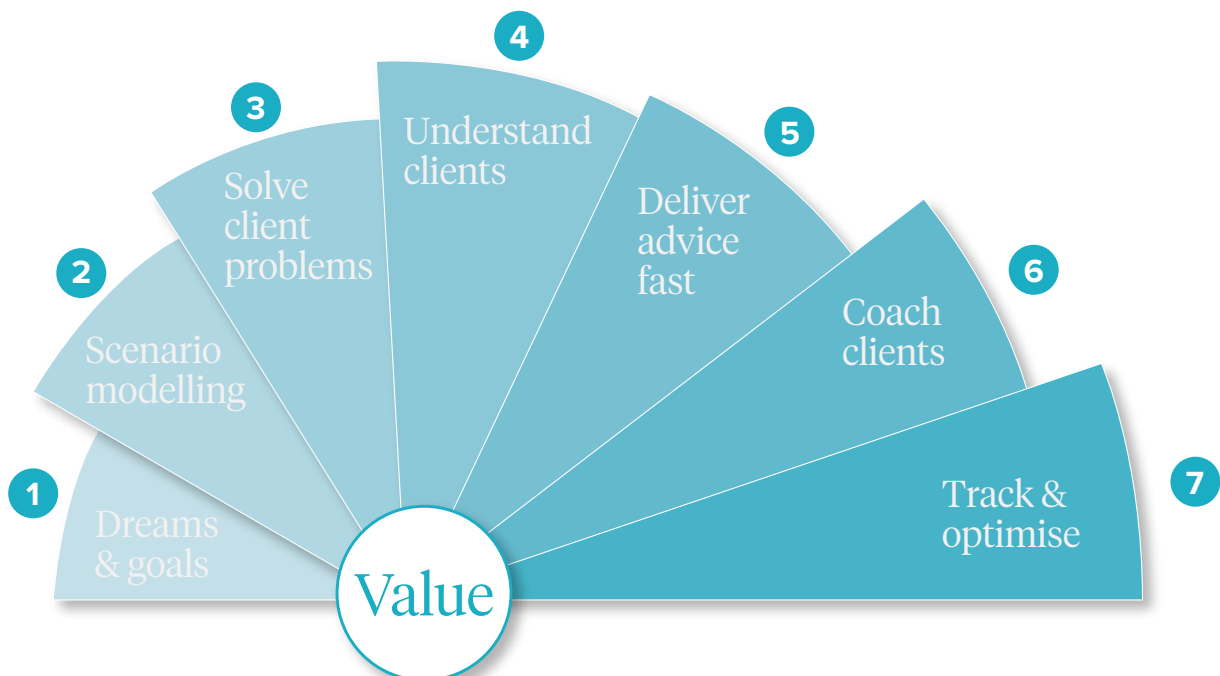 1
Dreams
& goals
2
Scenario
modelling
3
Solve
client
problems
4
Understand
clients
5
Deliver
advice
fast
6
Coach
clients
7
Track &
optimise
Value